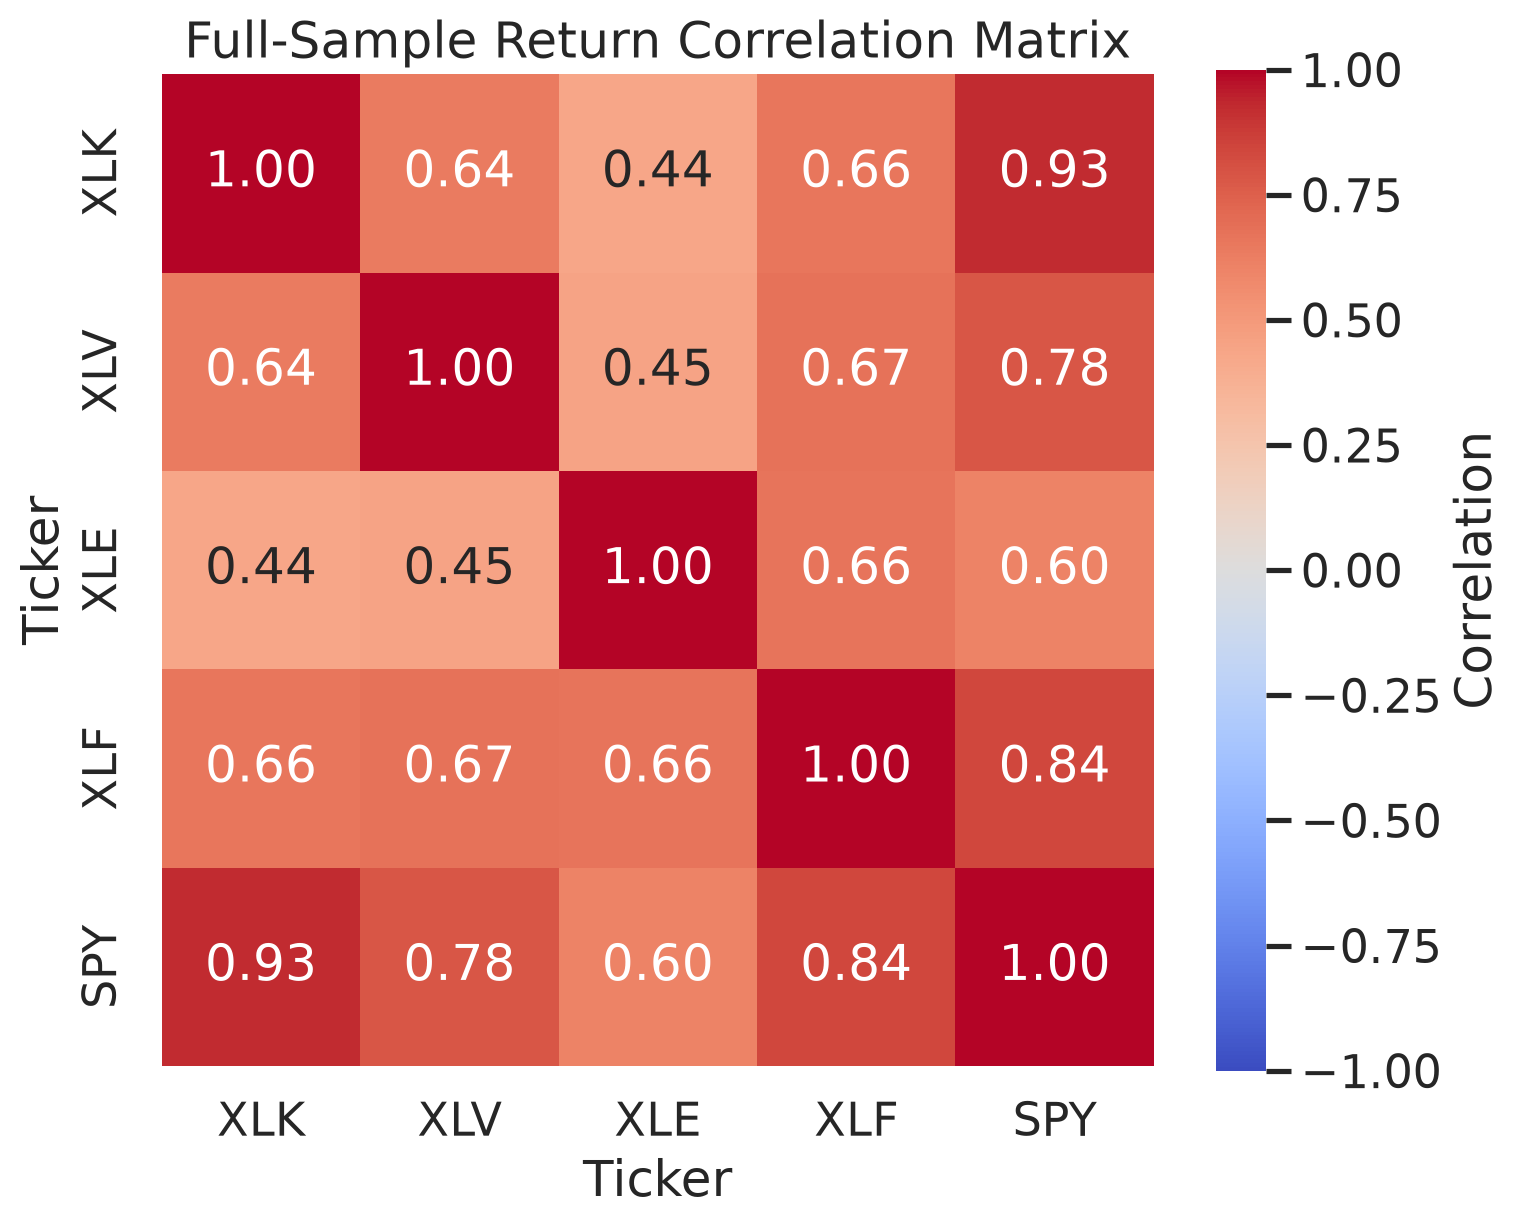 Full-Sample Return Correlation Matrix
XLK 1.00 0.64 0.44 0.66 0.93
XLV 0.64 1.00 0.45 0.67 0.78
XLE 0.44 0.45 1.00 0.66 0.60
XLF 0.66 0.67 0.66 1.00 0.84
SPY 0.93 0.78 0.60 0.84 1.00
XLK XLV XLE XLF SPY
Ticker
Ticker
1.00
0.75
0.50
0.25
0.00
−0.25
−0.50
−0.75
−1.00
Correlation